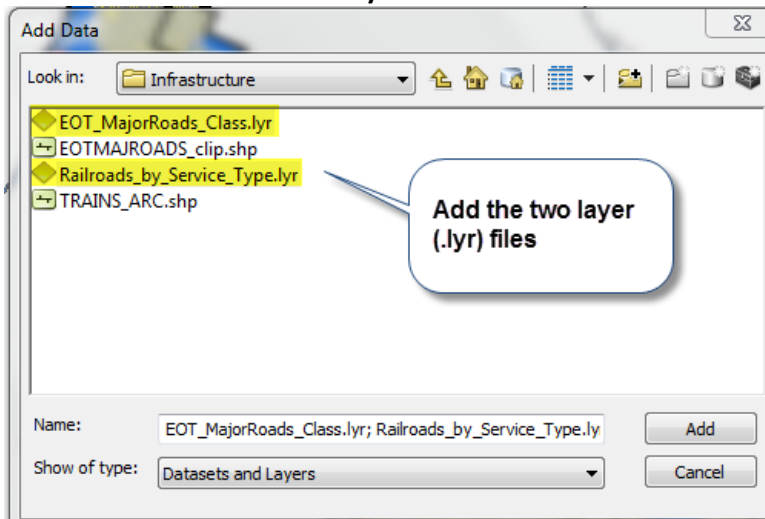 Add Data
Look in:
Infrastructure
EOT_MajorRoads_Class.lyr
EOTMAJROADS_clip.shp
Railroads_by_Service_Type.lyr
TRAINS_ARC.shp
Add the two layer
(.lyr) files
Name:
EOT_MajorRoads_Class.lyr; Railroads_by_Service_Type.ly
Add
Show of type:
Datasets and Layers
Cancel